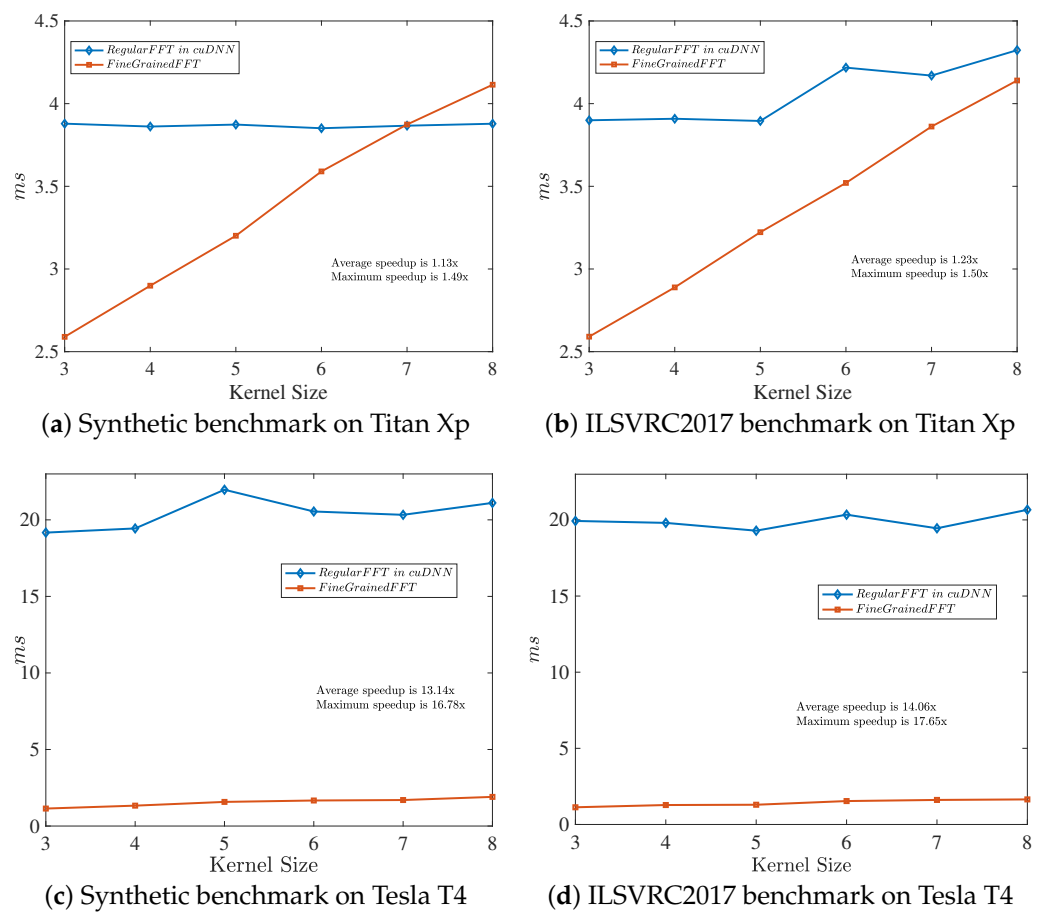 4.5
4
3.5
3
2.5
ms
RegularFFT in cuDNN
FineGrainedFFT
Average speedup is 1.13x
Maximum speedup is 1.49x
3 4 5 6 7 8
Kernel Size
(a) Synthetic benchmark on Titan Xp
4.5
4
3.5
3
2.5
ms
RegularFFT in cuDNN
FineGrainedFFT
Average speedup is 1.23x
Maximum speedup is 1.50x
3 4 5 6 7 8
Kernel Size
(b) ILSVRC2017 benchmark on Titan Xp
20
15
10
5
0
ms
RegularFFT in cuDNN
FineGrainedFFT
Average speedup is 13.14x
Maximum speedup is 16.78x
3 4 5 6 7 8
Kernel Size
(c) Synthetic benchmark on Tesla T4
20
15
10
5
0
ms
RegularFFT in cuDNN
FineGrainedFFT
Average speedup is 14.06x
Maximum speedup is 17.65x
3 4 5 6 7 8
Kernel Size
(d) ILSVRC2017 benchmark on Tesla T4